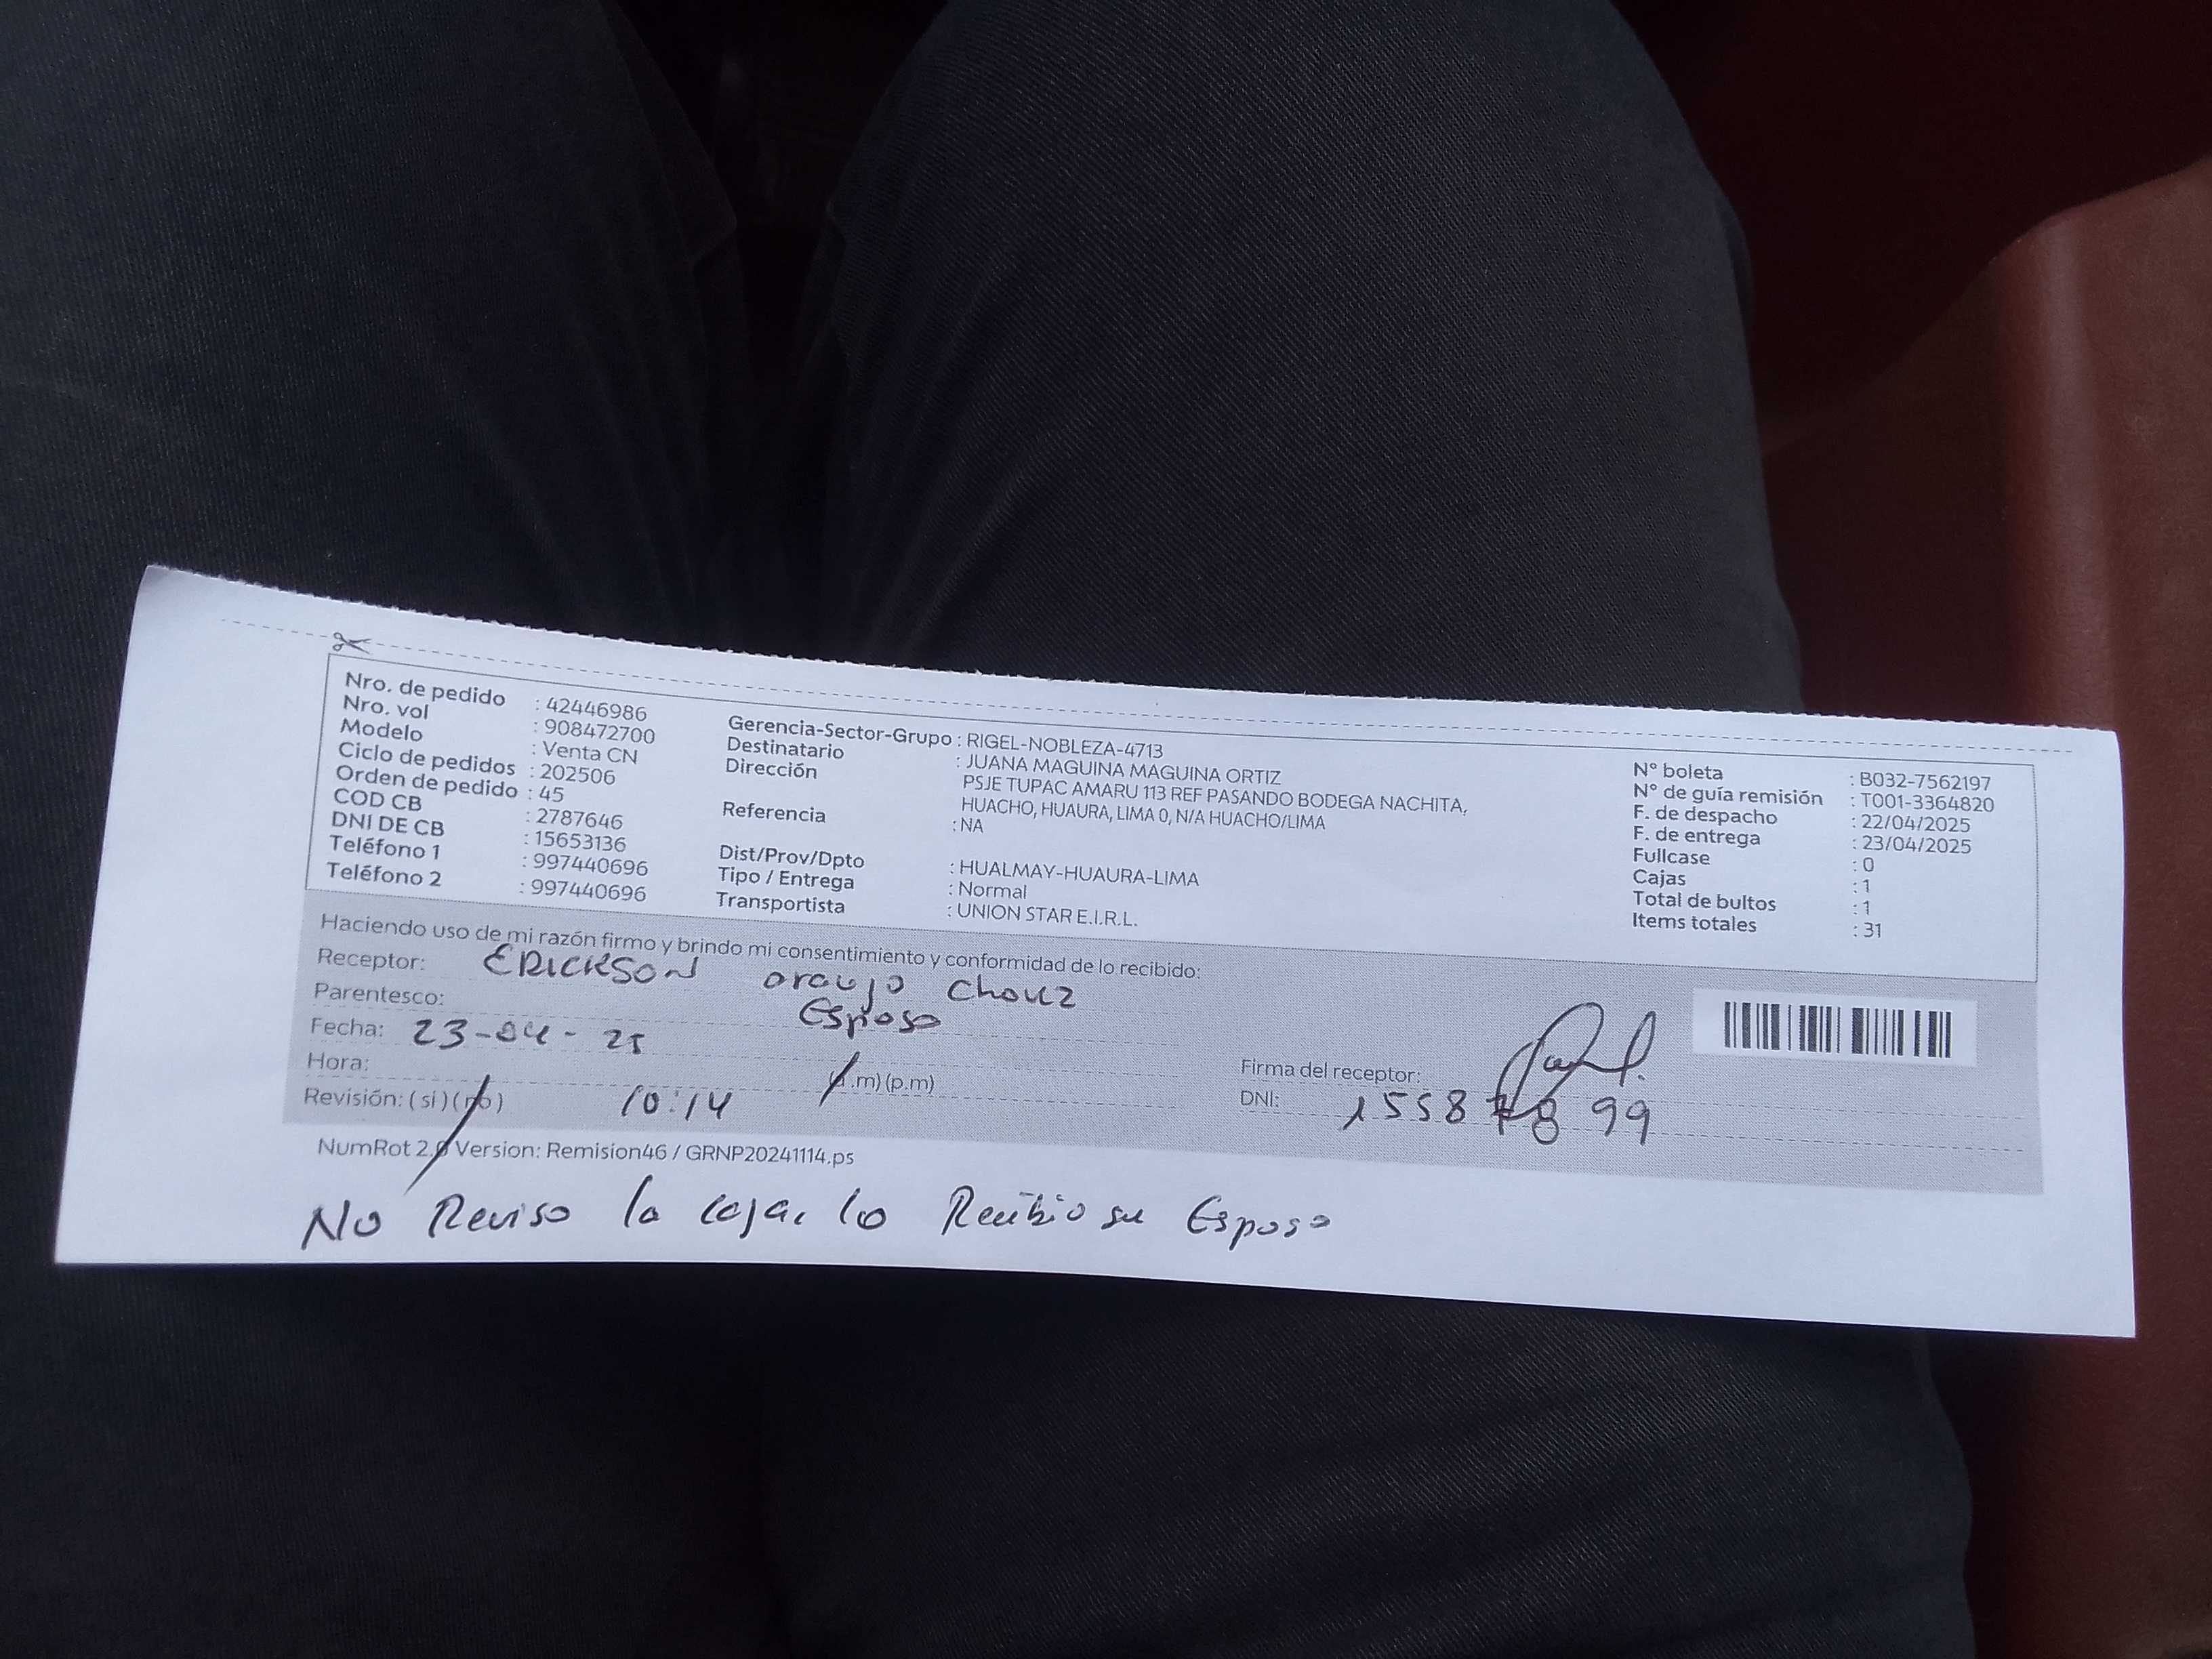 Nro. de pedido : 42446986
Nro. vol : 908472700
Modelo : Venta CN
Ciclo de pedidos : 202506
Orden de pedido : 45
COD CB : 2787646
DNI DE CB : 15653136
Teléfono 1 : 997440696
Teléfono 2 : 997440696
Gerencia-Sector-Grupo : RIGEL-NOBLEZA-4713
Destinatario : JUANA MAGUINA MAGUINA ORTIZ
Dirección PSJE TUPAC AMARU 113 REF PASANDO BODEGA NACHITA,
HUACHO, HUAURA, LIMA 0, N/A HUACHO/LIMA
Referencia : NA
Dist/Prov/Dpto : HUALMAY-HUAURA-LIMA
Tipo / Entrega : Normal
Transportista : UNION STAR E.I.R.L.
N° boleta : B032-7562197
N° de guía remisión : T001-3364820
F. de despacho : 22/04/2025
F. de entrega : 23/04/2025
Fullcase : 0
Cajas : 1
Total de bultos : 1
Items totales : 31
Haciendo uso de mi razón firmo y brindo mi consentimiento y conformidad de lo recibido:
Receptor: ERICKSON araujo
Parentesco: Esposo
Fecha: 23-04-25
Hora: 10:14 (a.m) (p.m)
Revisión: (si) (no)
Firma del receptor:
DNI: 1558 8 99
NumRot 2.0 Version: Remision46 / GRNP20241114.ps
No Reviso la caja, lo Recibio su Esposo